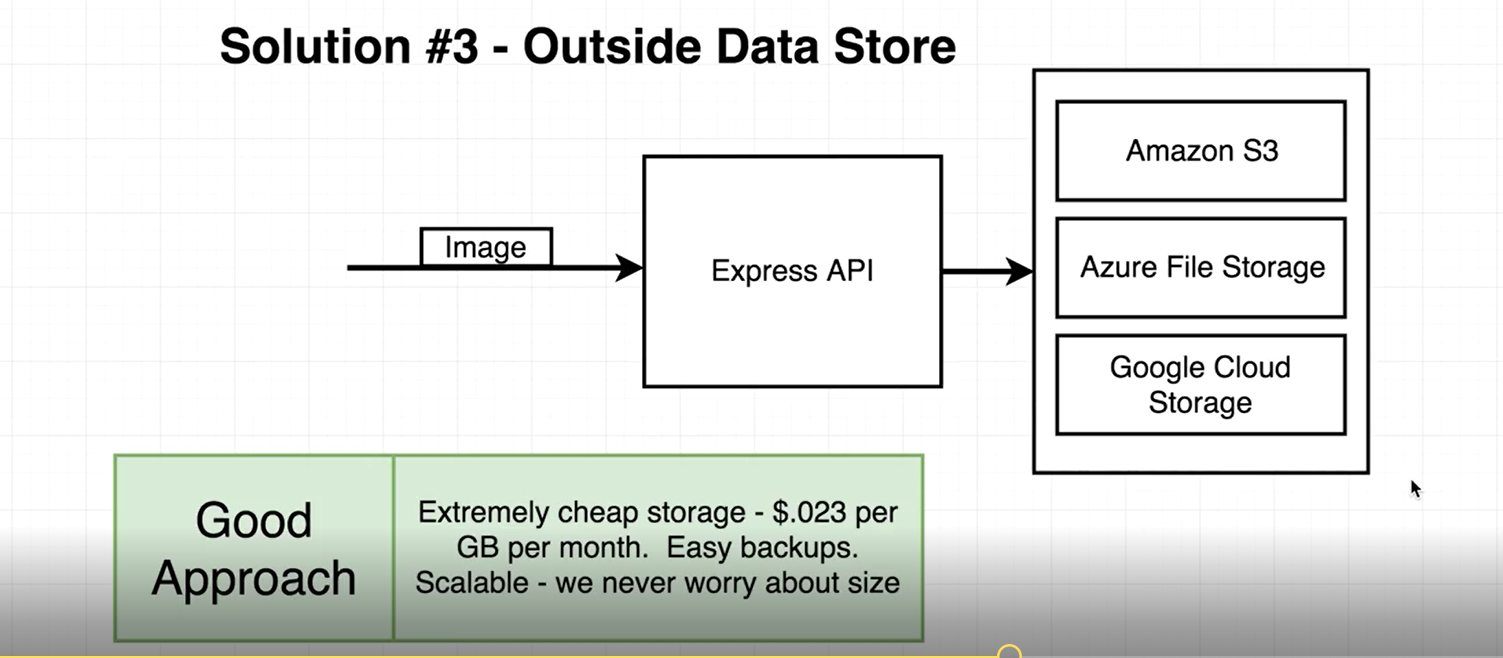 Solution #3 - Outside Data Store
Image
Express API
Amazon S3
Azure File Storage
Google Cloud
Storage
Good
Approach
Extremely cheap storage - $.023 per
GB per month.  Easy backups.
Scalable - we never worry about size